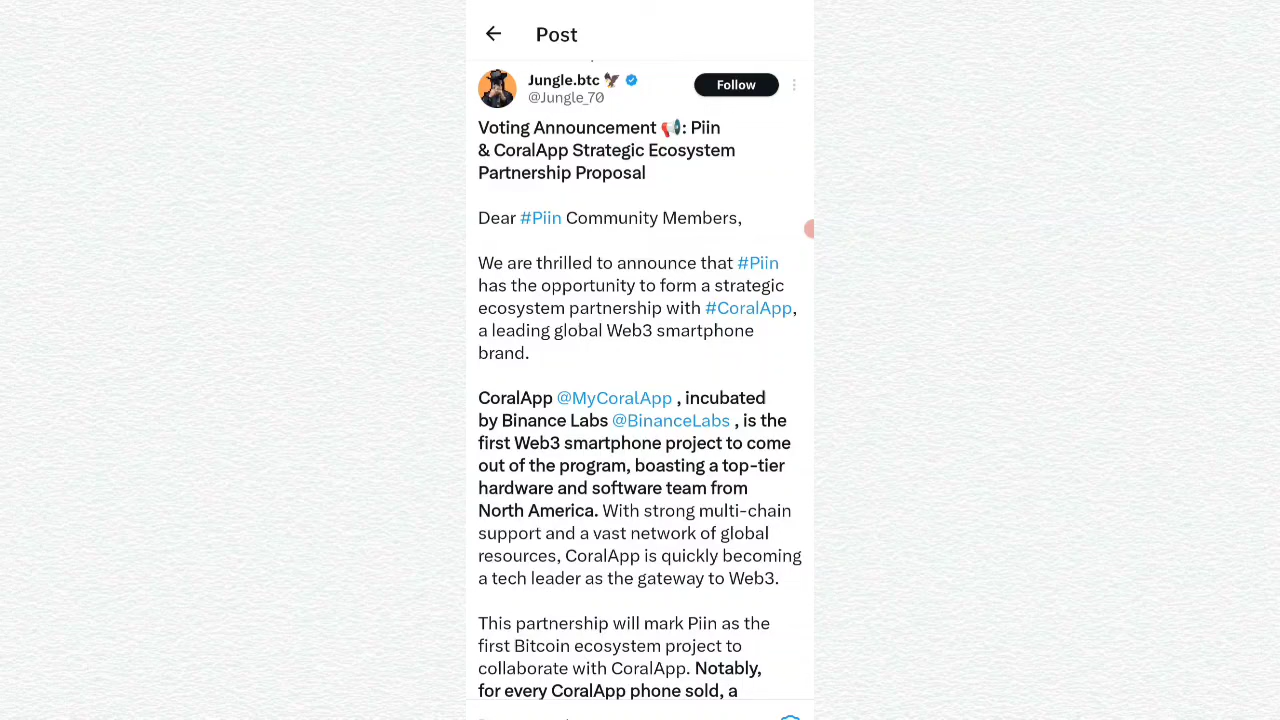 Post
Jungle.btc 🦅
@Jungle_70
Follow
Voting Announcement 📢: Piin
& CoralApp Strategic Ecosystem
Partnership Proposal
Dear #Piin Community Members,
We are thrilled to announce that #Piin
has the opportunity to form a strategic
ecosystem partnership with #CoralApp,
a leading global Web3 smartphone
brand.
CoralApp @MyCoralApp , incubated
by Binance Labs @BinanceLabs , is the
first Web3 smartphone project to come
out of the program, boasting a top-tier
hardware and software team from
North America. With strong multi-chain
support and a vast network of global
resources, CoralApp is quickly becoming
a tech leader as the gateway to Web3.
This partnership will mark Piin as the
first Bitcoin ecosystem project to
collaborate with CoralApp. Notably,
for every CoralApp phone sold, a